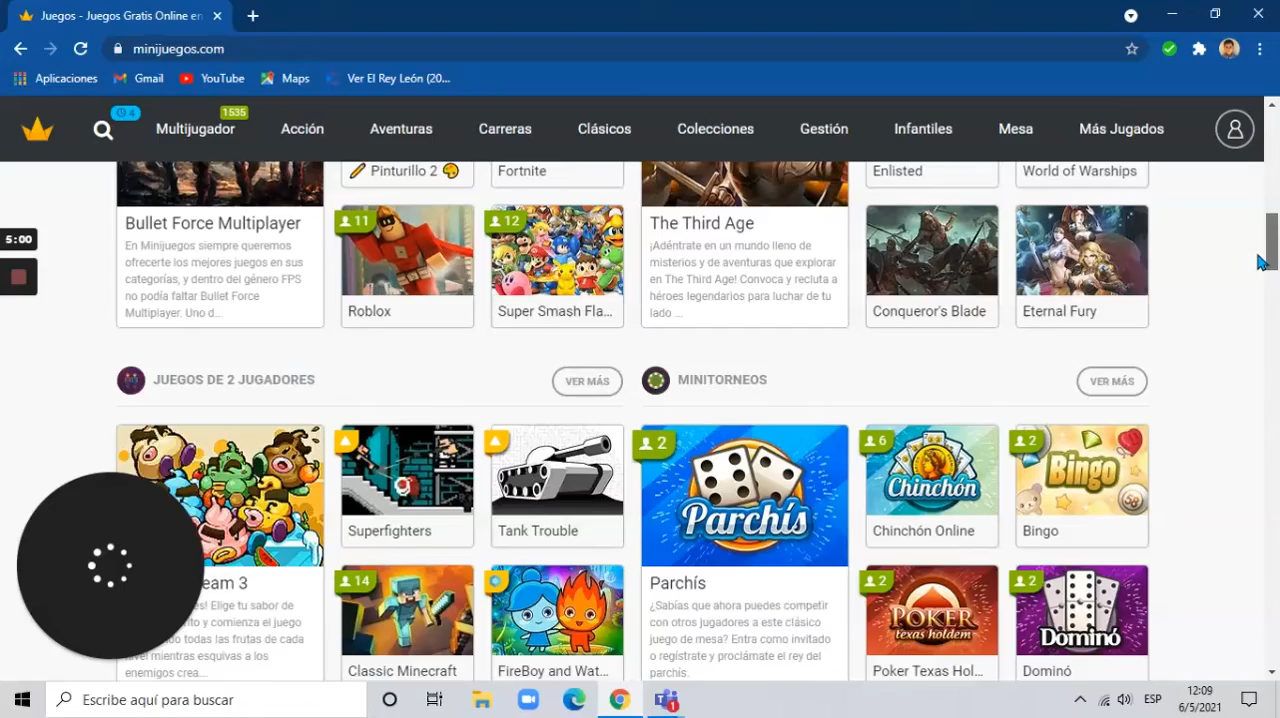 Juegos - Juegos Gratis Online en
minijuegos.com
Aplicaciones
Gmail
YouTube
Maps
Ver El Rey León (20...
4
Multijugador
1535
Acción
Aventuras
Carreras
Clásicos
Colecciones
Gestión
Infantiles
Mesa
Más Jugados
5:00
Pinturillo 2
Fortnite
Enlisted
World of Warships
Bullet Force Multiplayer
En Minijuegos siempre queremos
ofrecerte los mejores juegos en sus
categorías, y dentro del género FPS
no podía faltar Bullet Force
Multiplayer. Uno d...
11
Roblox
12
Super Smash Fla...
The Third Age
¡Adéntrate en un mundo lleno de
misterios y de aventuras que explorar
en The Third Age! Convoca y recluta a
héroes legendarios para luchar de tu
lado ...
Conqueror's Blade
Eternal Fury
JUEGOS DE 2 JUGADORES
VER MÁS
MINITORNEOS
VER MÁS
Superfighters
Tank Trouble
2
Parchís
6
Chinchón
Chinchón Online
2
Bingo
Bingo
eam 3
es! Elige tu sabor de
nto y comienza el juego
ndo todas las frutas de cada
nivel mientras esquivas a los
enemigos crea...
14
Classic Minecraft
FireBoy and Wat...
Parchís
¿Sabías que ahora puedes competir
con otros jugadores a este clásico
juego de mesa? Entra como invitado
o regístrate y proclámate el rey del
parchís.
2
POKER
texas holdem
Poker Texas Hol...
2
Dominó
Dominó
Escribe aquí para buscar
1
ESP
12:09
6/5/2021